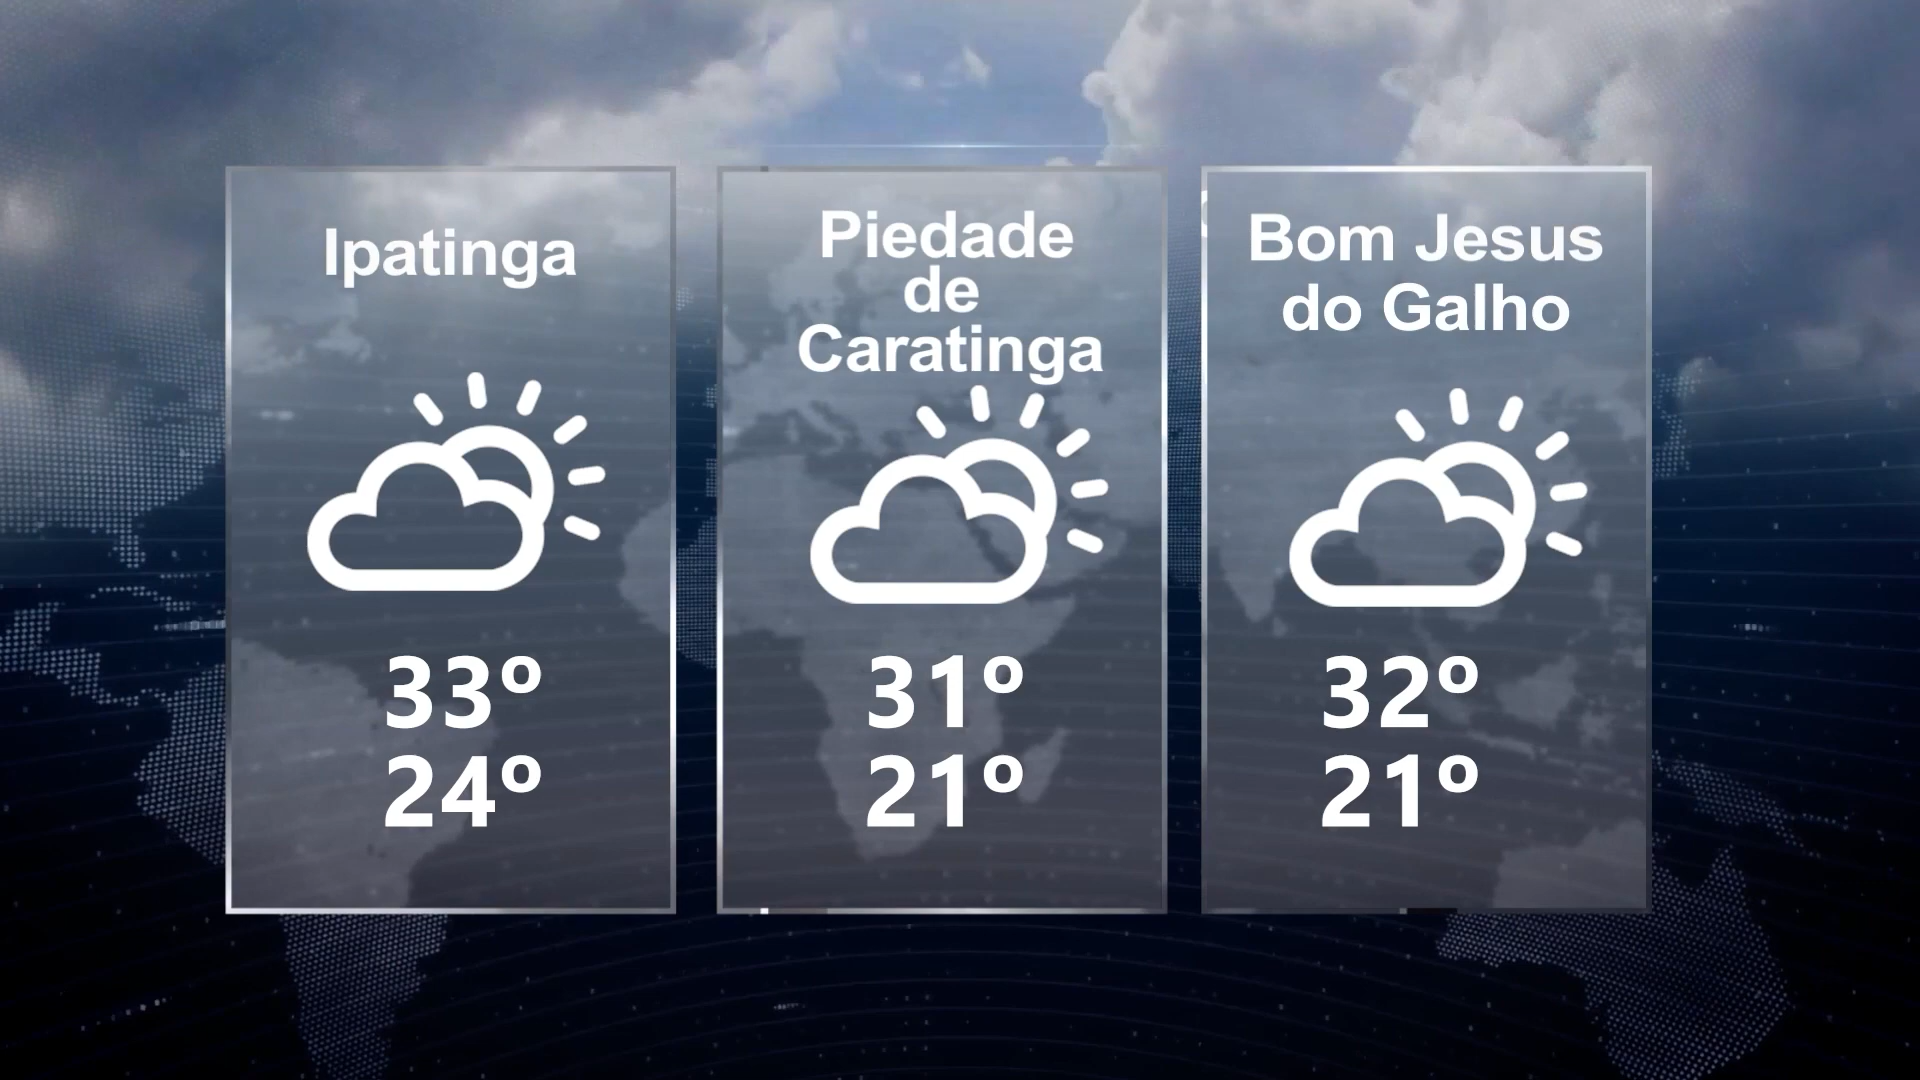 Ipatinga
33º
24º
Piedade
de
Caratinga
31º
21º
Bom Jesus
do Galho
32º
21º